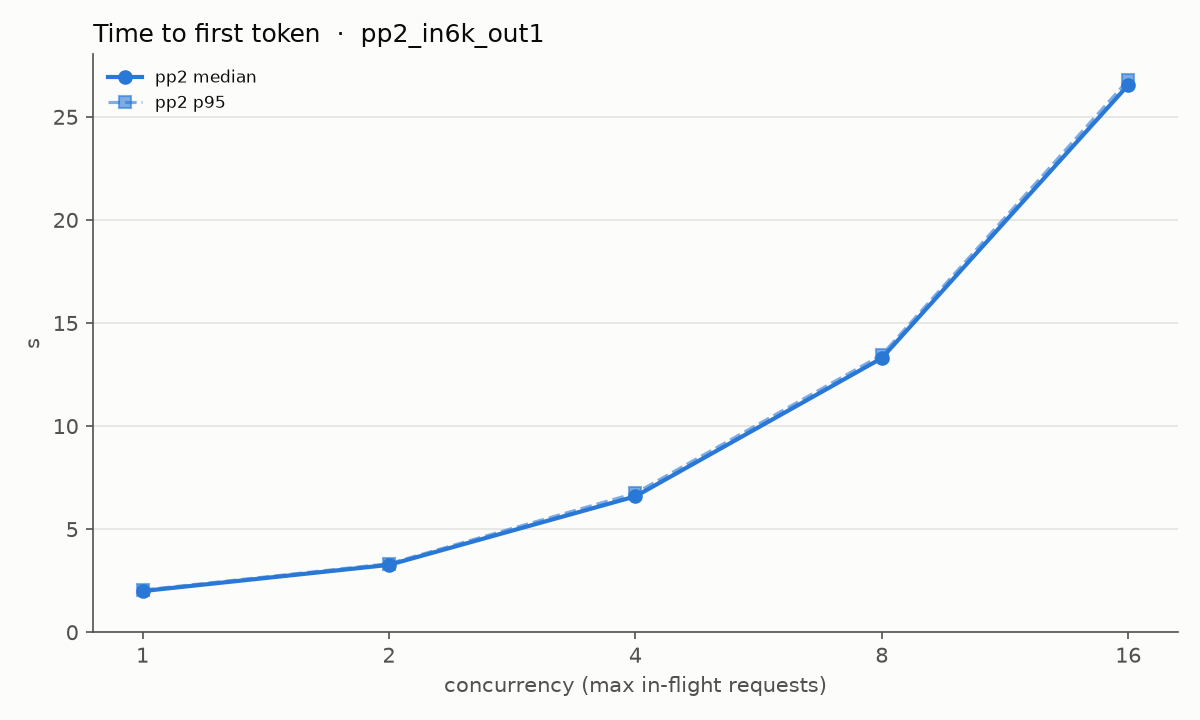 Time to first token · pp2_in6k_out1
pp2 median
pp2 p95
25
20
15
10
5
0
s
1 2 4 8 16
concurrency (max in-flight requests)